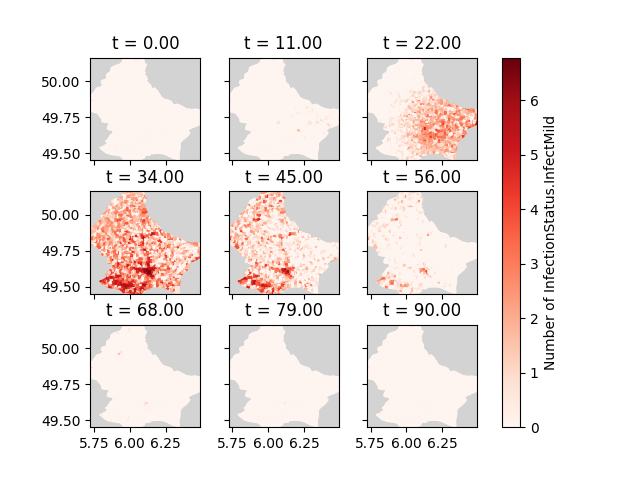 t = 0.00
t = 11.00
t = 22.00
50.00
49.75
49.50
t = 34.00
t = 45.00
t = 56.00
50.00
49.75
49.50
t = 68.00
t = 79.00
t = 90.00
50.00
49.75
49.50
5.75 6.00 6.25
5.75 6.00 6.25
5.75 6.00 6.25
6
5
4
3
2
1
0
Number of InfectionStatus.InfectMild